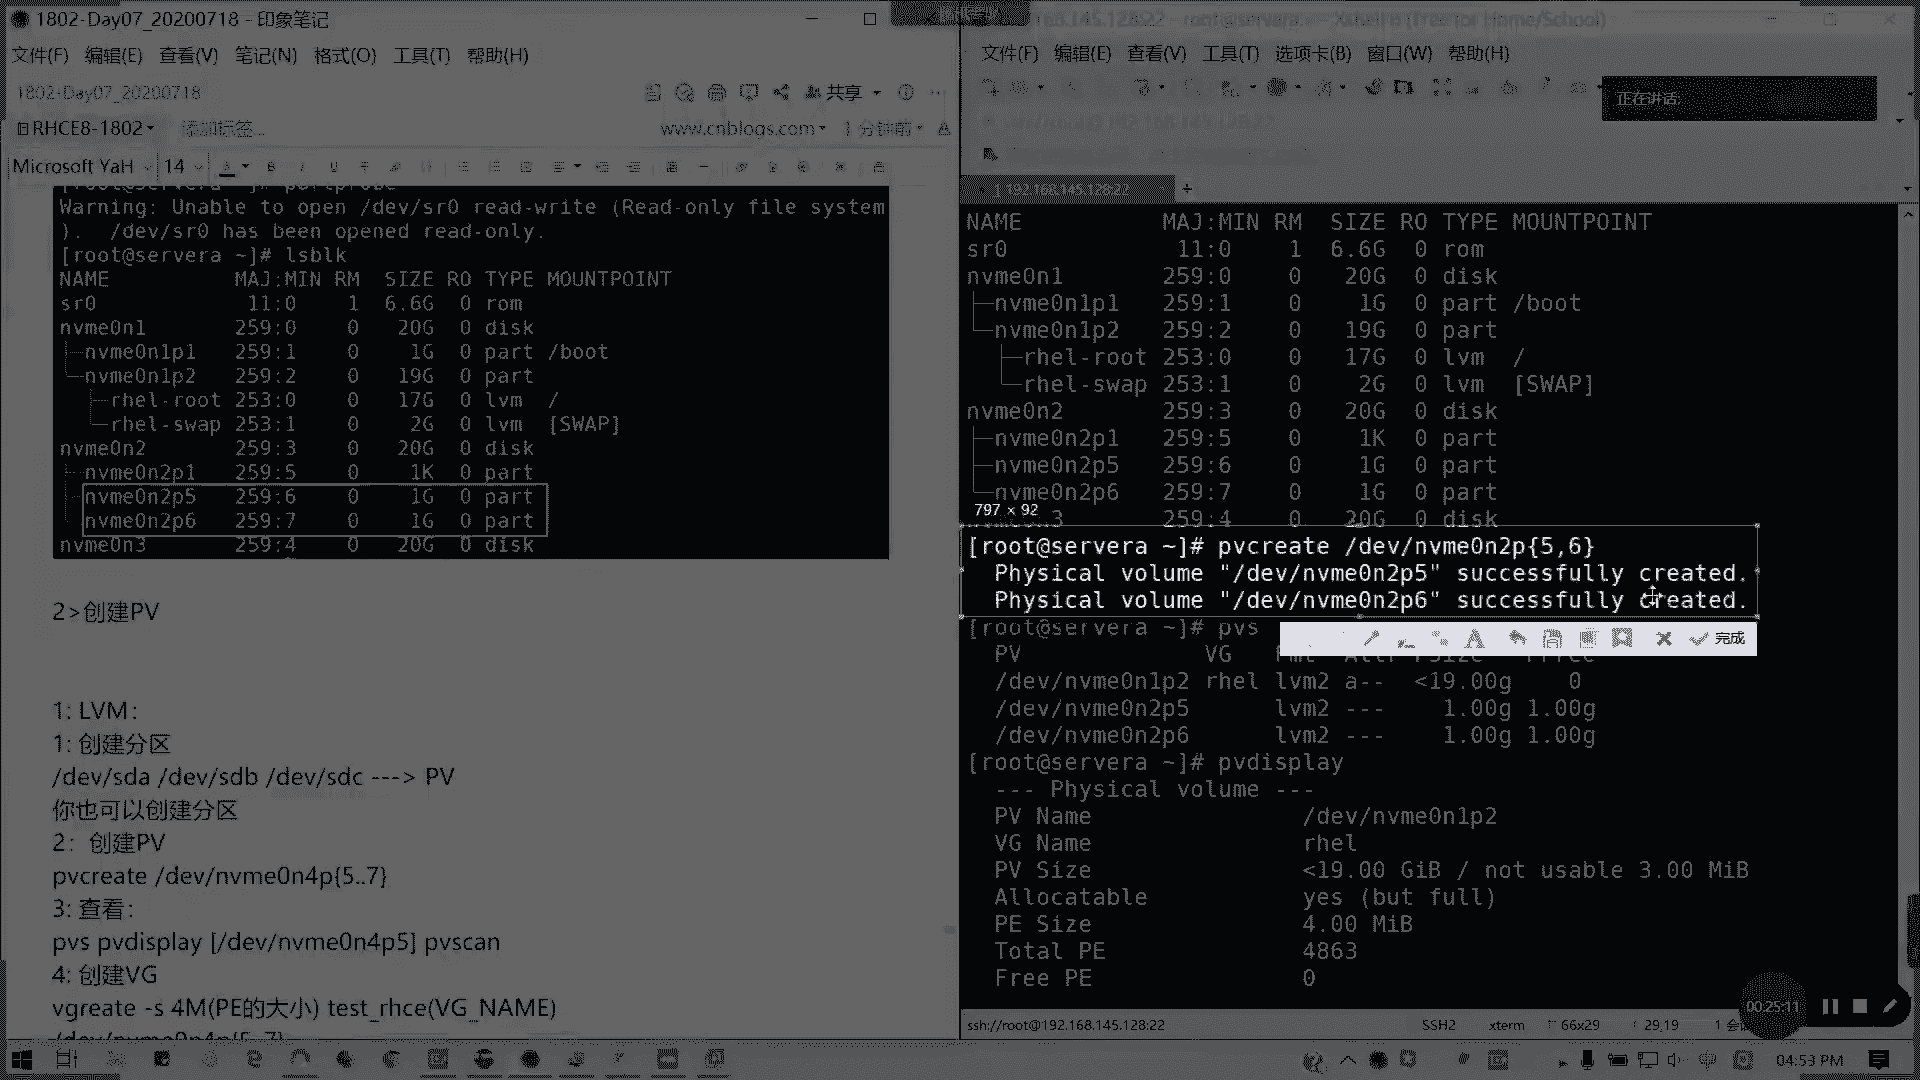 1802-Day07_20200718 - 印象笔记
文件(F) 编辑(E) 查看(V) 笔记(N) 格式(O) 工具(T) 帮助(H)
1802-Day07_20200718
共享
RHCE8-1802
添加标签...
www.cnblogs.com
1 分钟前
Microsoft YaH
14
Warning: Unable to open /dev/sr0 read-write (Read-only file system
). /dev/sr0 has been opened read-only.
[root@servera ~]# lsblk
NAME MAJ:MIN RM SIZE RO TYPE MOUNTPOINT
sr0 11:0 1 6.6G 0 rom
nvme0n1 259:0 0 20G 0 disk
├─nvme0n1p1 259:1 0 1G 0 part /boot
└─nvme0n1p2 259:2 0 19G 0 part
├─rhel-root 253:0 0 17G 0 lvm /
└─rhel-swap 253:1 0 2G 0 lvm [SWAP]
nvme0n2 259:3 0 20G 0 disk
├─nvme0n2p1 259:5 0 1K 0 part
nvme0n2p5 259:6 0 1G 0 part
nvme0n2p6 259:7 0 1G 0 part
nvme0n3 259:4 0 20G 0 disk
2>创建PV
1: LVM:
1: 创建分区
/dev/sda /dev/sdb /dev/sdc ---> PV
你也可以创建分区
2: 创建PV
pvcreate /dev/nvme0n4p{5..7}
3: 查看:
pvs pvdisplay [/dev/nvme0n4p5] pvscan
4: 创建VG
vgreate -s 4M(PE的大小) test_rhce(VG_NAME)
文件(F) 编辑(E) 查看(V) 工具(T) 选项卡(B) 窗口(W) 帮助(H)
正在讲话:
1 192.168.145.128:22
NAME MAJ:MIN RM SIZE RO TYPE MOUNTPOINT
sr0 11:0 1 6.6G 0 rom
nvme0n1 259:0 0 20G 0 disk
├─nvme0n1p1 259:1 0 1G 0 part /boot
└─nvme0n1p2 259:2 0 19G 0 part
├─rhel-root 253:0 0 17G 0 lvm /
└─rhel-swap 253:1 0 2G 0 lvm [SWAP]
nvme0n2 259:3 0 20G 0 disk
├─nvme0n2p1 259:5 0 1K 0 part
├─nvme0n2p5 259:6 0 1G 0 part
└─nvme0n2p6 259:7 0 1G 0 part
797 × 92
259:4 0 20G 0 disk
[root@servera ~]# pvcreate /dev/nvme0n2p{5,6}
Physical volume "/dev/nvme0n2p5" successfully created.
Physical volume "/dev/nvme0n2p6" successfully created.
[root@servera ~]# pvs
完成
PV VG
/dev/nvme0n1p2 rhel lvm2 a-- <19.00g 0
/dev/nvme0n2p5 lvm2 --- 1.00g 1.00g
/dev/nvme0n2p6 lvm2 --- 1.00g 1.00g
[root@servera ~]# pvdisplay
--- Physical volume ---
PV Name /dev/nvme0n1p2
VG Name rhel
PV Size <19.00 GiB / not usable 3.00 MiB
Allocatable yes (but full)
PE Size 4.00 MiB
Total PE 4863
Free PE 0
00:25:11
ssh://root@192.168.145.128:22
SSH2
xterm
66x29
29,19
04:53 PM